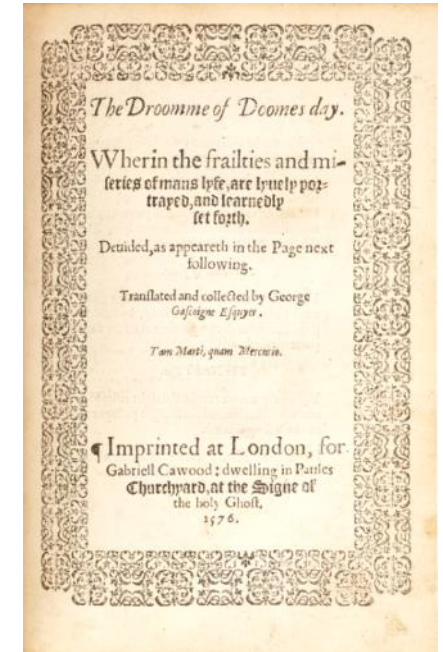 The Droomme of Doomes day.
Wherin the frailties and mi-
series of mans lyfe, are lyuely por-
trayed, and learnedly
set forth.
Deuided, as appeareth in the Page next
following.
Translated and collected by George
Gascoigne Esquyer.
Tam Marti, quam Mercurio.
¶ Imprinted at London, for
Gabriell Cawood: dwelling in Paules
Churchyard, at the Signe of
the holy Ghost.
1576.